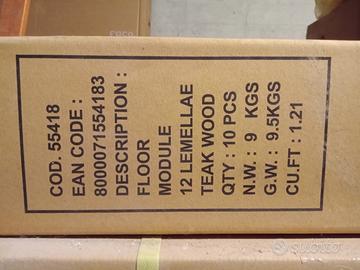 COD. 55418
EAN CODE :
8000071554183
DESCRIPTION :
FLOOR
MODULE
12 LEMELLAE
TEAK WOOD
QTY : 10 PCS
N.W. : 9 KGS
G.W. : 9.5KGS
CU.FT : 1.21
subito